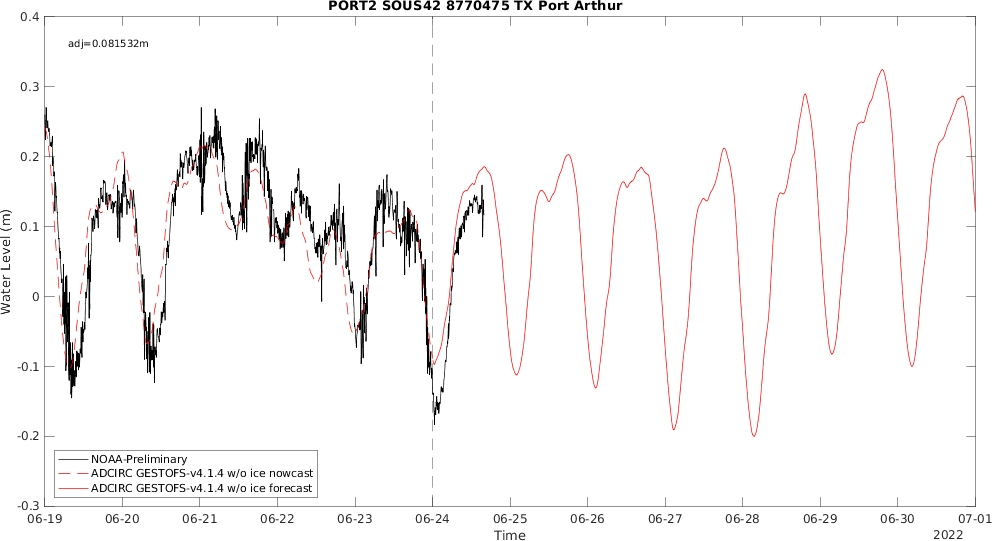 PORT2 SOUS42 8770475 TX Port Arthur
adj=0.081532m
0.4
0.3
0.2
0.1
0
-0.1
-0.2
-0.3
Water Level (m)
NOAA-Preliminary
ADCIRC GESTOFS-v4.1.4 w/o ice nowcast
ADCIRC GESTOFS-v4.1.4 w/o ice forecast
06-19 06-20 06-21 06-22 06-23 06-24 06-25 06-26 06-27 06-28 06-29 06-30 07-01
Time
2022